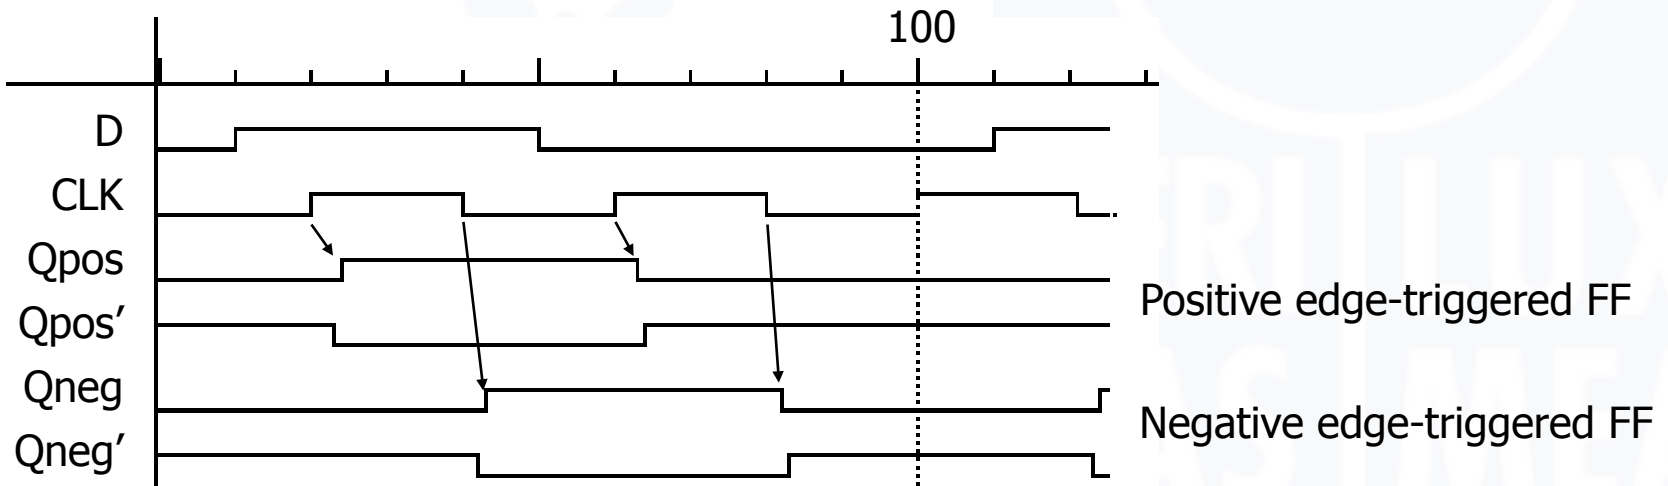 100
D
CLK
Qpos
Qpos’
Qneg
Qneg’
Positive edge-triggered FF
Negative edge-triggered FF